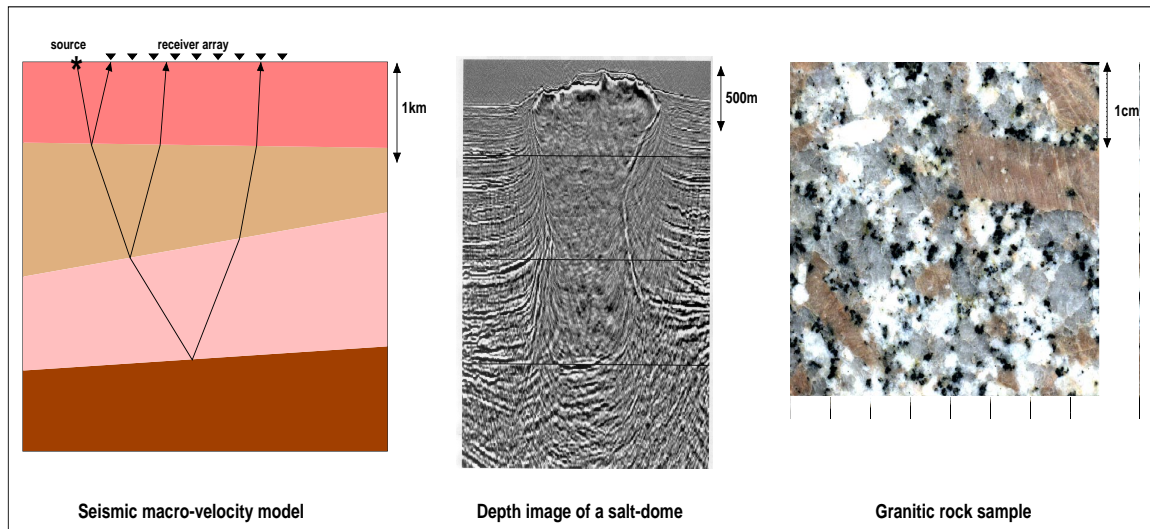 source
receiver array
1km
500m
1cm
Seismic macro-velocity model
Depth image of a salt-dome
Granitic rock sample